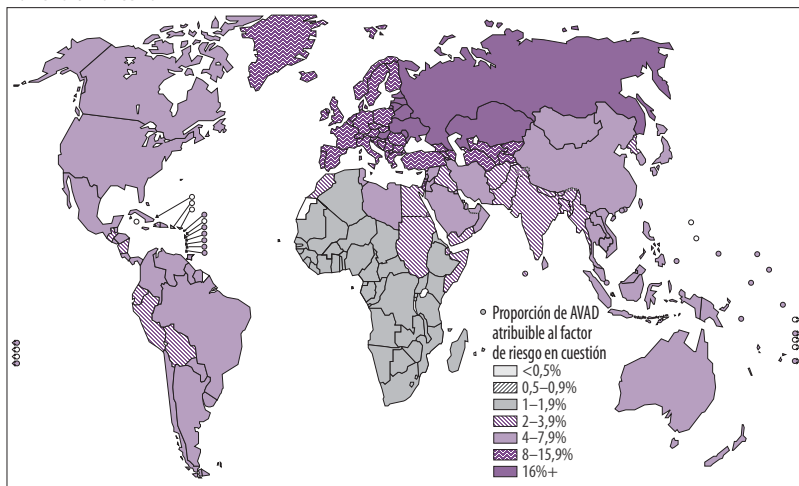 Proporción de AVAD
atribuible al factor
de riesgo en cuestión
<0,5%
0,5–0,9%
1–1,9%
2–3,9%
4–7,9%
8–15,9%
16%+